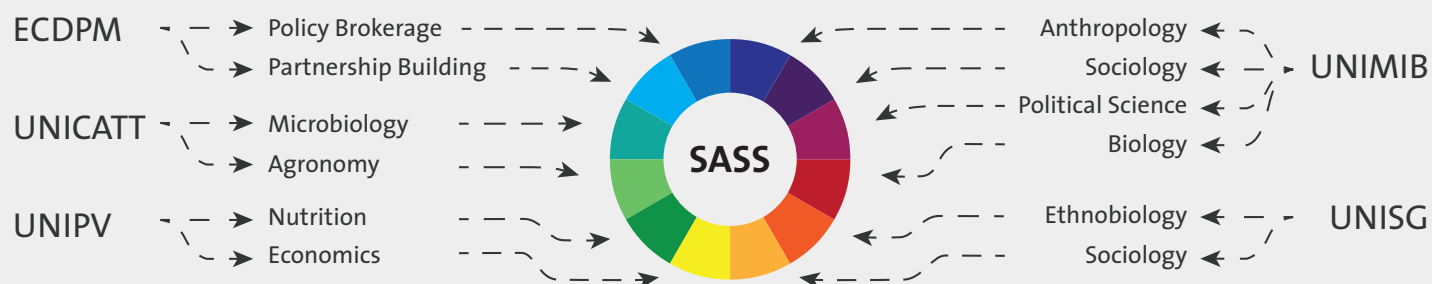 ECDPM
Policy Brokerage
Partnership Building
UNICATT
Microbiology
Agronomy
UNIPV
Nutrition
Economics
SASS
Anthropology
Sociology
Political Science
Biology
UNIMIB
Ethnobiology
Sociology
UNISG